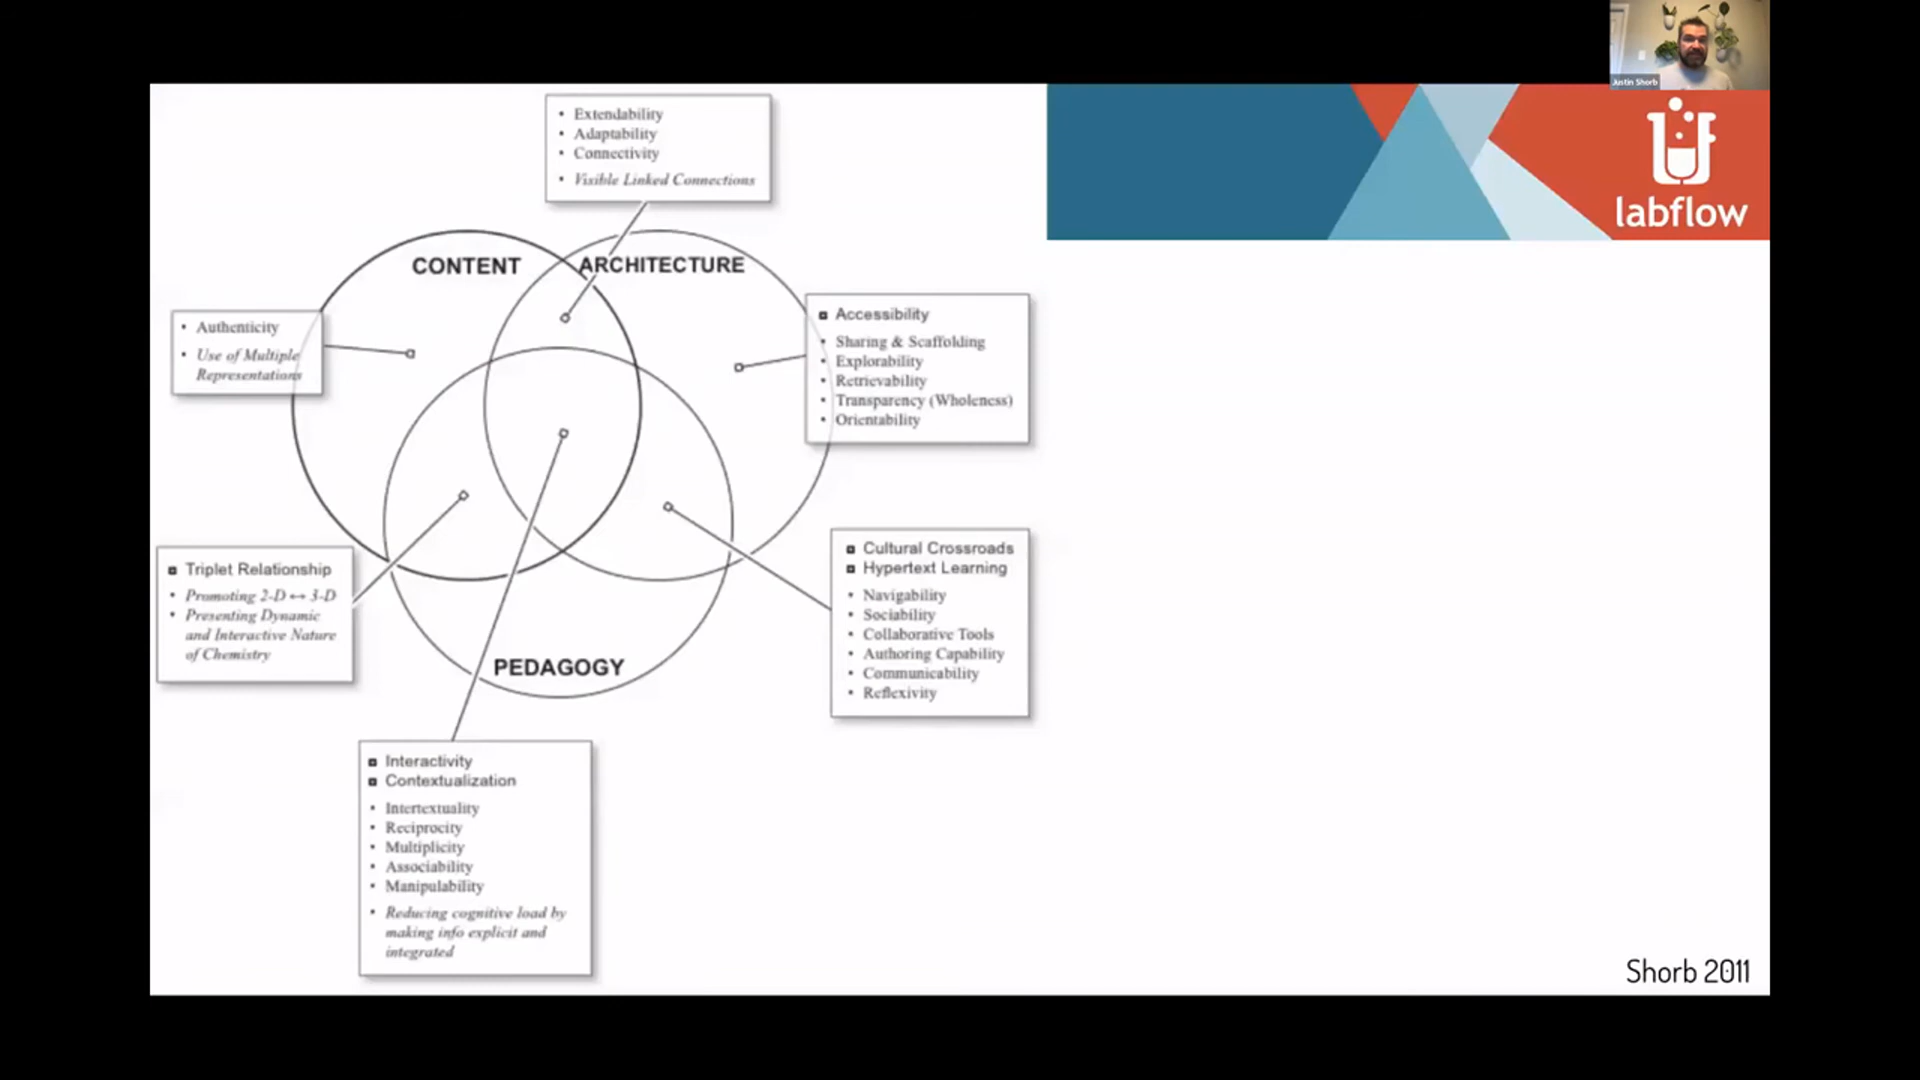 Justin Shorb
labflow
• Extendability
• Adaptability
• Connectivity
• Visible Linked Connections
CONTENT
ARCHITECTURE
• Authenticity
• Use of Multiple
Representations
▪ Accessibility
• Sharing & Scaffolding
• Explorability
• Retrievability
• Transparency (Wholeness)
• Orientability
▪ Triplet Relationship
• Promoting 2-D ↔ 3-D
• Presenting Dynamic
and Interactive Nature
of Chemistry
▪ Cultural Crossroads
▪ Hypertext Learning
• Navigability
• Sociability
• Collaborative Tools
• Authoring Capability
• Communicability
• Reflexivity
PEDAGOGY
▪ Interactivity
▪ Contextualization
• Intertextuality
• Reciprocity
• Multiplicity
• Associability
• Manipulability
• Reducing cognitive load by
making info explicit and
integrated
Shorb 2011